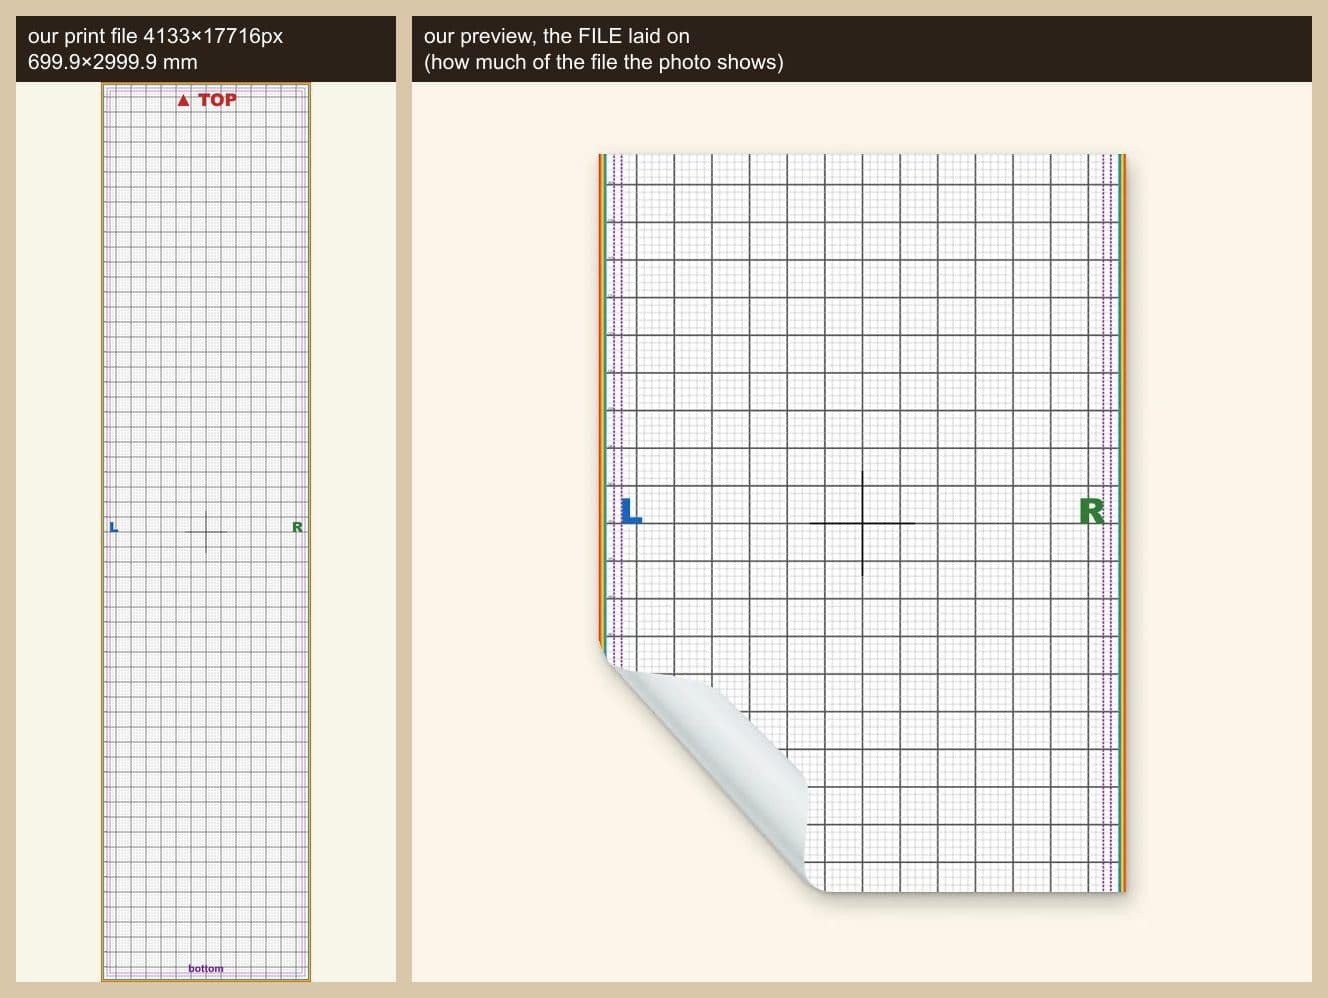 our print file 4133×17716px
699.9×2999.9 mm
▲ TOP
L
R
bottom
our preview, the FILE laid on
(how much of the file the photo shows)
L
R